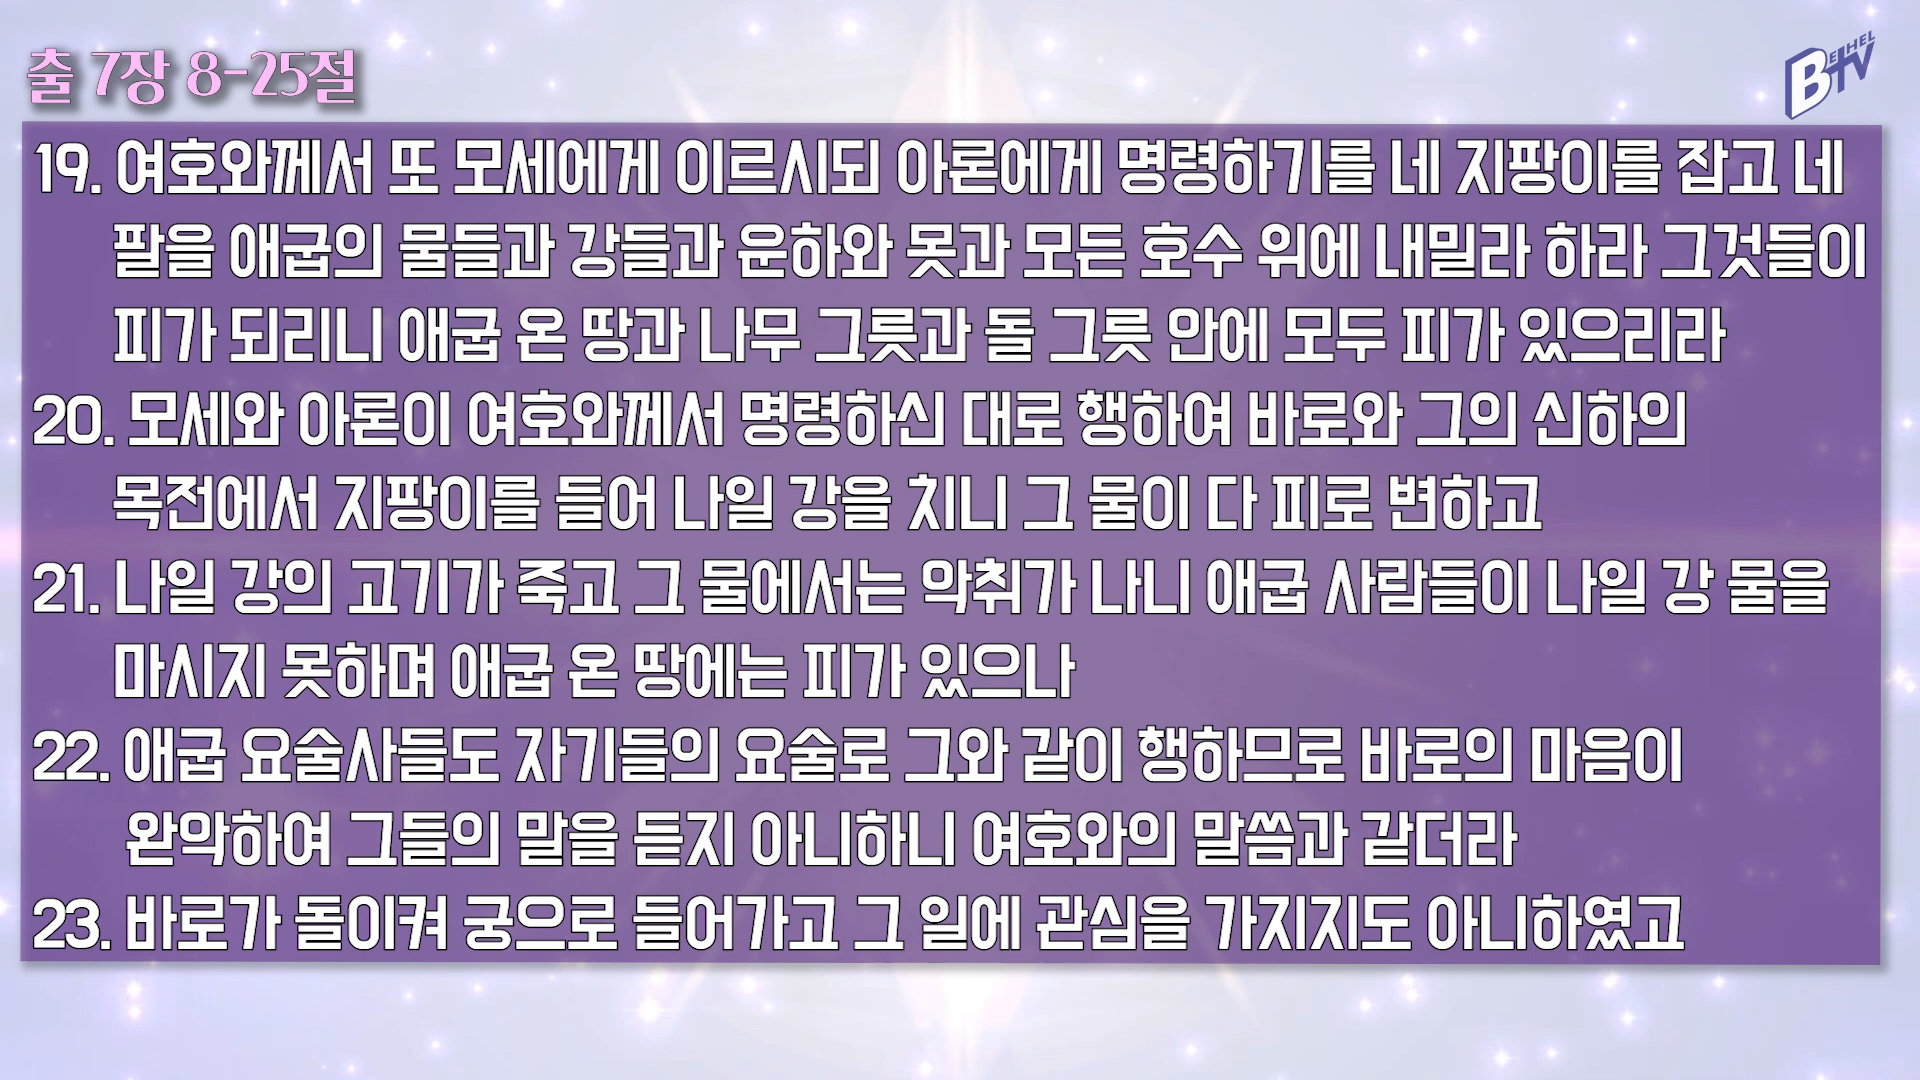 출 7장 8-25절
BETHEL TV
19. 여호와께서 또 모세에게 이르시되 아론에게 명령하기를 네 지팡이를 잡고 네
팔을 애굽의 물들과 강들과 운하와 못과 모든 호수 위에 내밀라 하라 그것들이
피가 되리니 애굽 온 땅과 나무 그릇과 돌 그릇 안에 모두 피가 있으리라
20. 모세와 아론이 여호와께서 명령하신 대로 행하여 바로와 그의 신하의
목전에서 지팡이를 들어 나일 강을 치니 그 물이 다 피로 변하고
21. 나일 강의 고기가 죽고 그 물에서는 악취가 나니 애굽 사람들이 나일 강 물을
마시지 못하며 애굽 온 땅에는 피가 있으나
22. 애굽 요술사들도 자기들의 요술로 그와 같이 행하므로 바로의 마음이
완악하여 그들의 말을 듣지 아니하니 여호와의 말씀과 같더라
23. 바로가 돌이켜 궁으로 들어가고 그 일에 관심을 가지지도 아니하였고